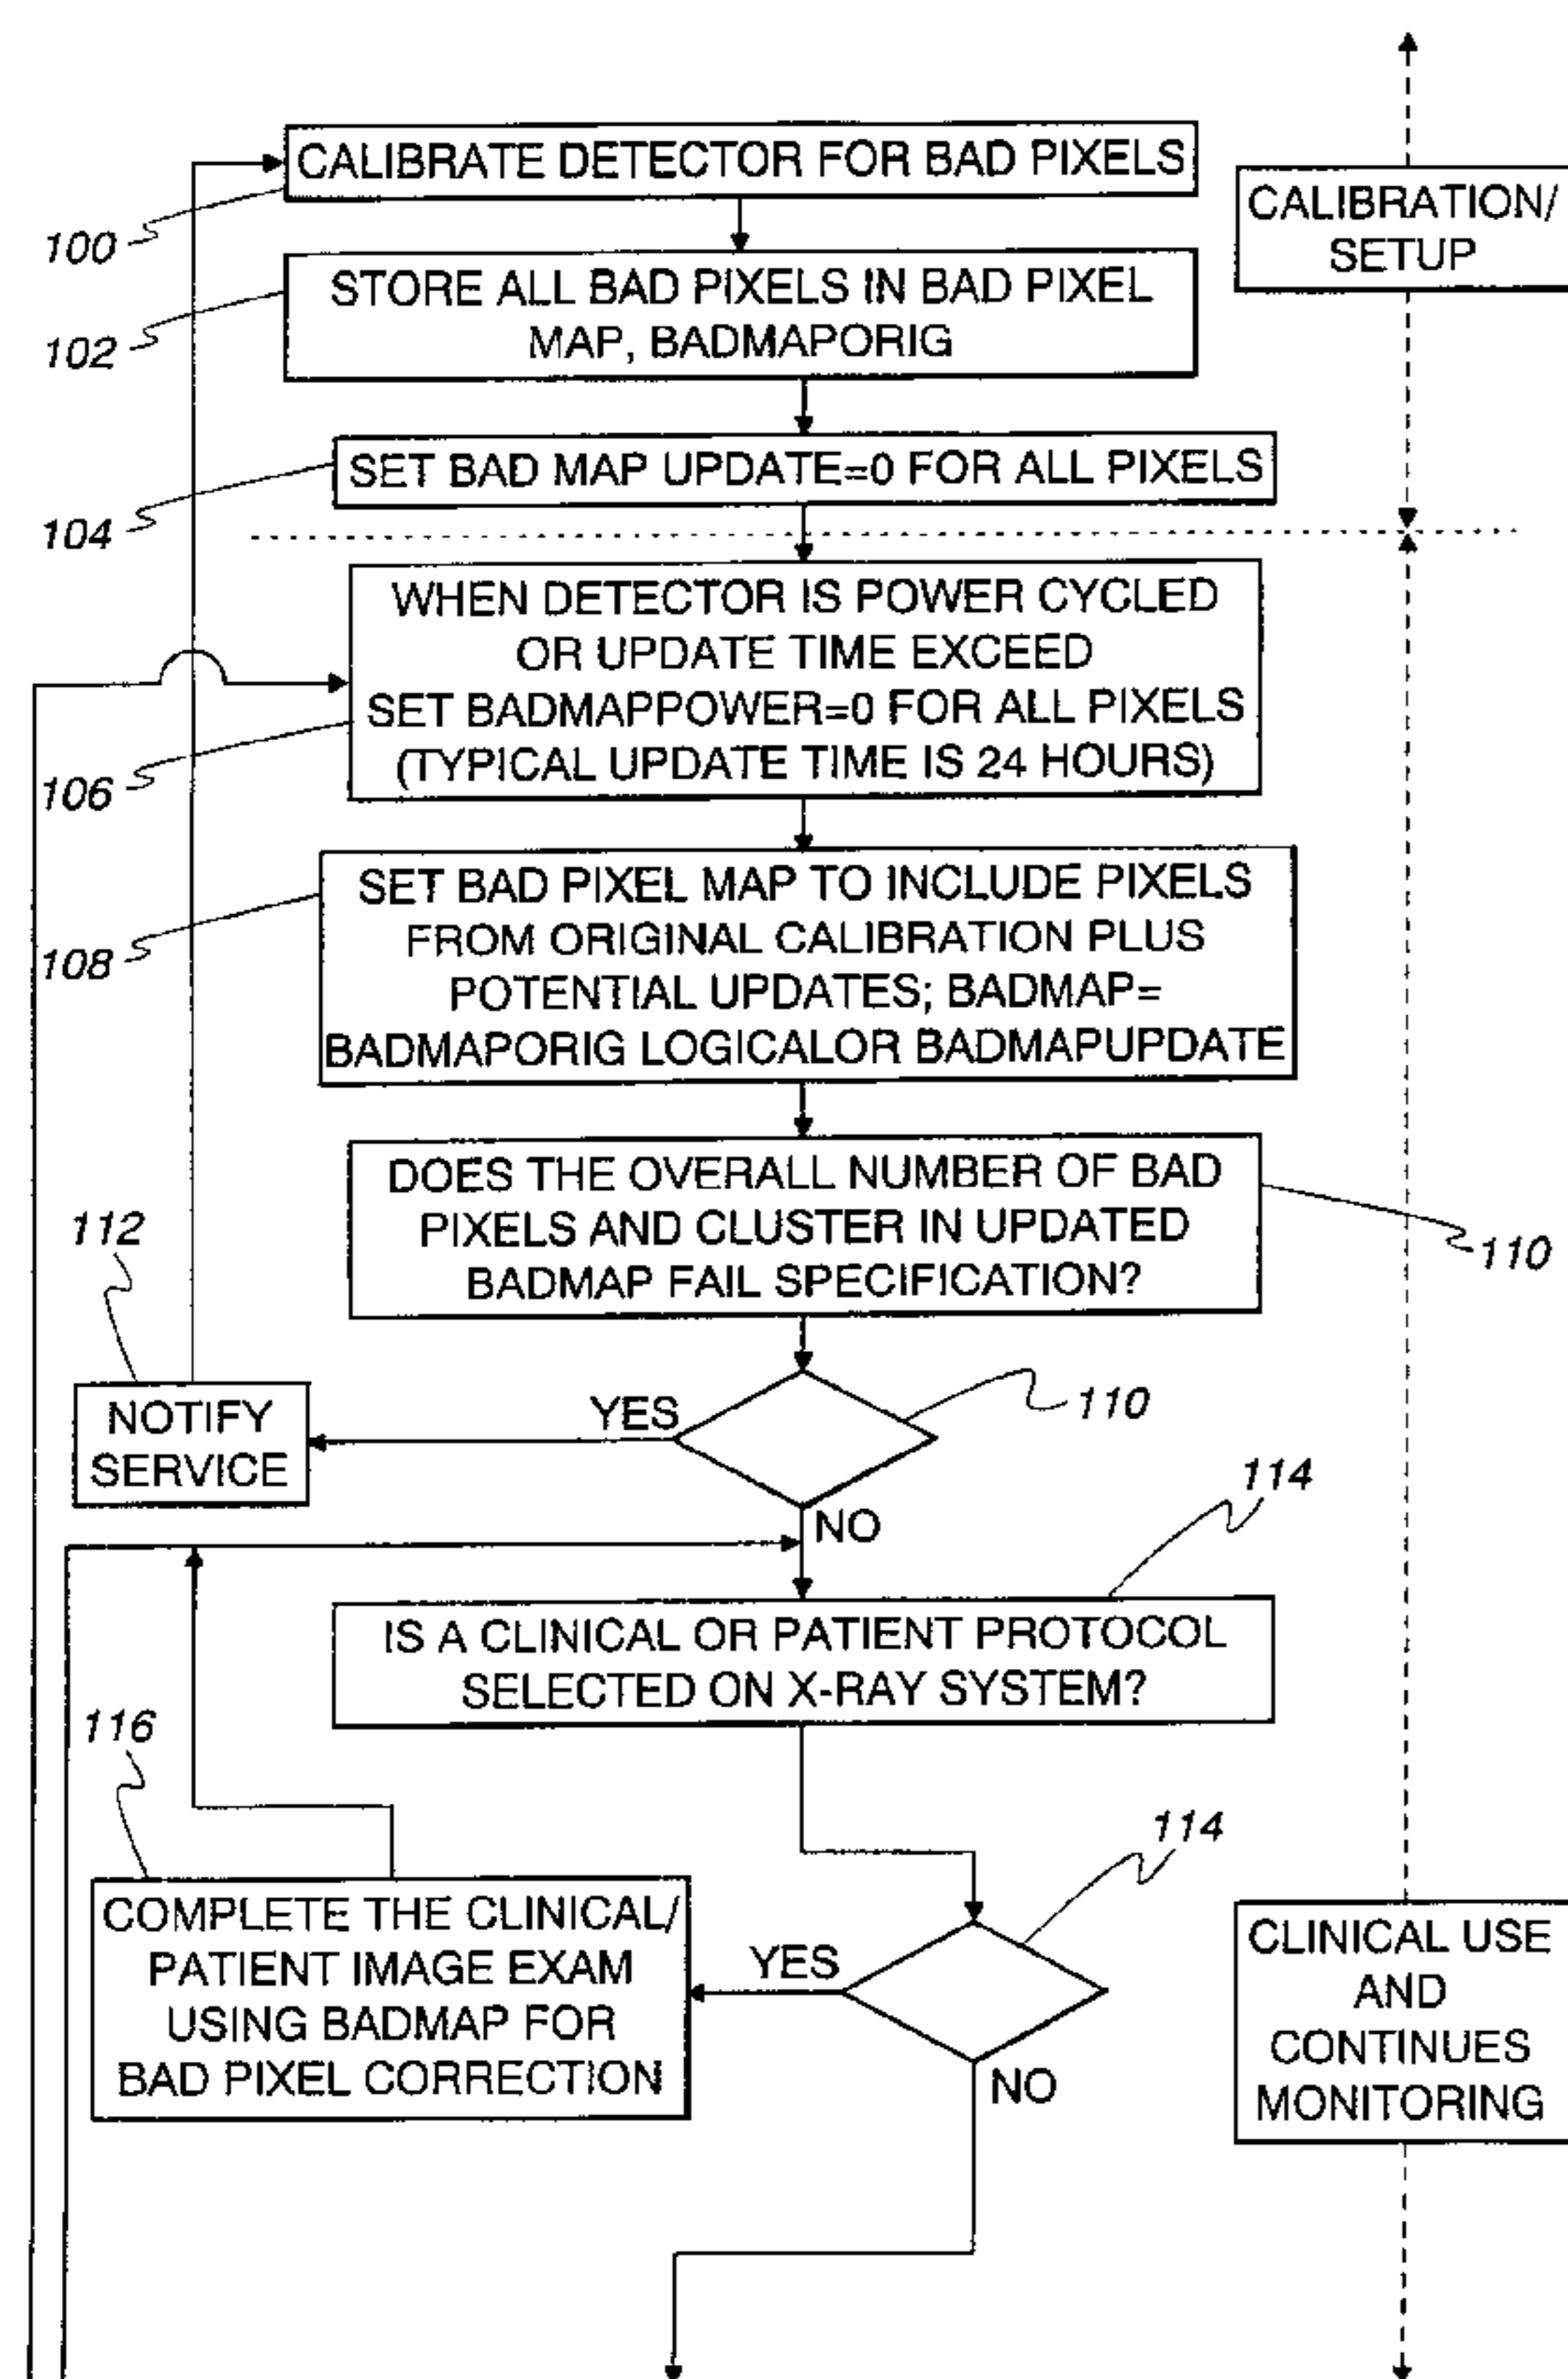 CALIBRATE DETECTOR FOR BAD PIXELS
100
CALIBRATION/
SETUP
STORE ALL BAD PIXELS IN BAD PIXEL
MAP, BADMAPORIG
102
SET BAD MAP UPDATE=0 FOR ALL PIXELS
104
WHEN DETECTOR IS POWER CYCLED
OR UPDATE TIME EXCEED
SET BADMAPPOWER=0 FOR ALL PIXELS
(TYPICAL UPDATE TIME IS 24 HOURS)
106
SET BAD PIXEL MAP TO INCLUDE PIXELS
FROM ORIGINAL CALIBRATION PLUS
POTENTIAL UPDATES; BADMAP=
BADMAPORIG LOGICALOR BADMAPUPDATE
108
DOES THE OVERALL NUMBER OF BAD
PIXELS AND CLUSTER IN UPDATED
BADMAP FAIL SPECIFICATION?
110
112
NOTIFY
SERVICE
YES
110
NO
114
IS A CLINICAL OR PATIENT PROTOCOL
SELECTED ON X-RAY SYSTEM?
116
114
COMPLETE THE CLINICAL/
PATIENT IMAGE EXAM
USING BADMAP FOR
BAD PIXEL CORRECTION
YES
NO
CLINICAL USE
AND
CONTINUES
MONITORING